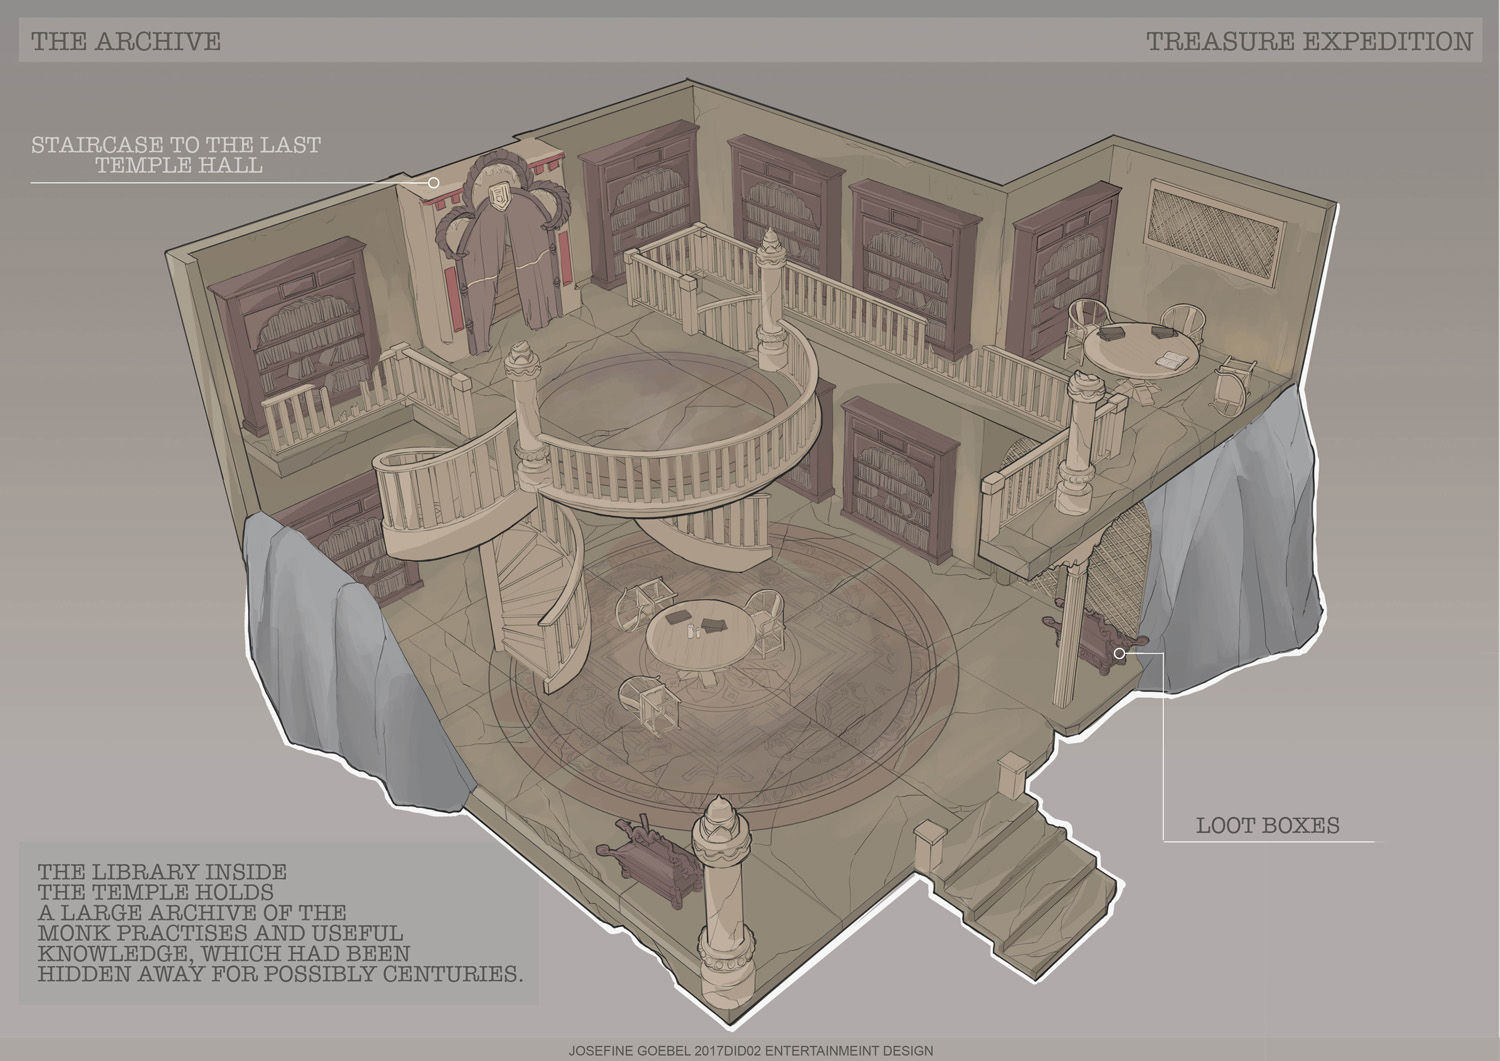 THE ARCHIVE
TREASURE EXPEDITION
STAIRCASE TO THE LAST
TEMPLE HALL
LOOT BOXES
THE LIBRARY INSIDE
THE TEMPLE HOLDS
A LARGE ARCHIVE OF THE
MONK PRACTISES AND USEFUL
KNOWLEDGE, WHICH HAD BEEN
HIDDEN AWAY FOR POSSIBLY CENTURIES.
JOSEFINE GOEBEL 2017DID02 ENTERTAINMEINT DESIGN